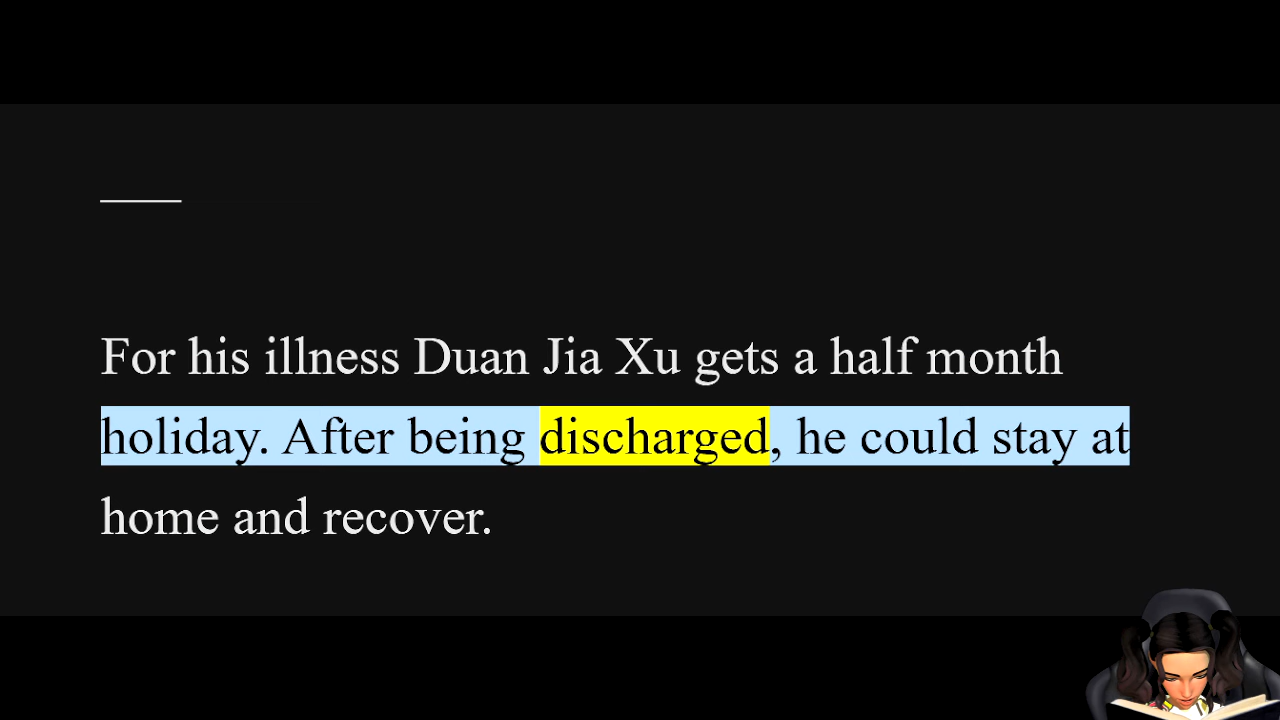 For his illness Duan Jia Xu gets a half month
holiday. After being discharged, he could stay at
home and recover.